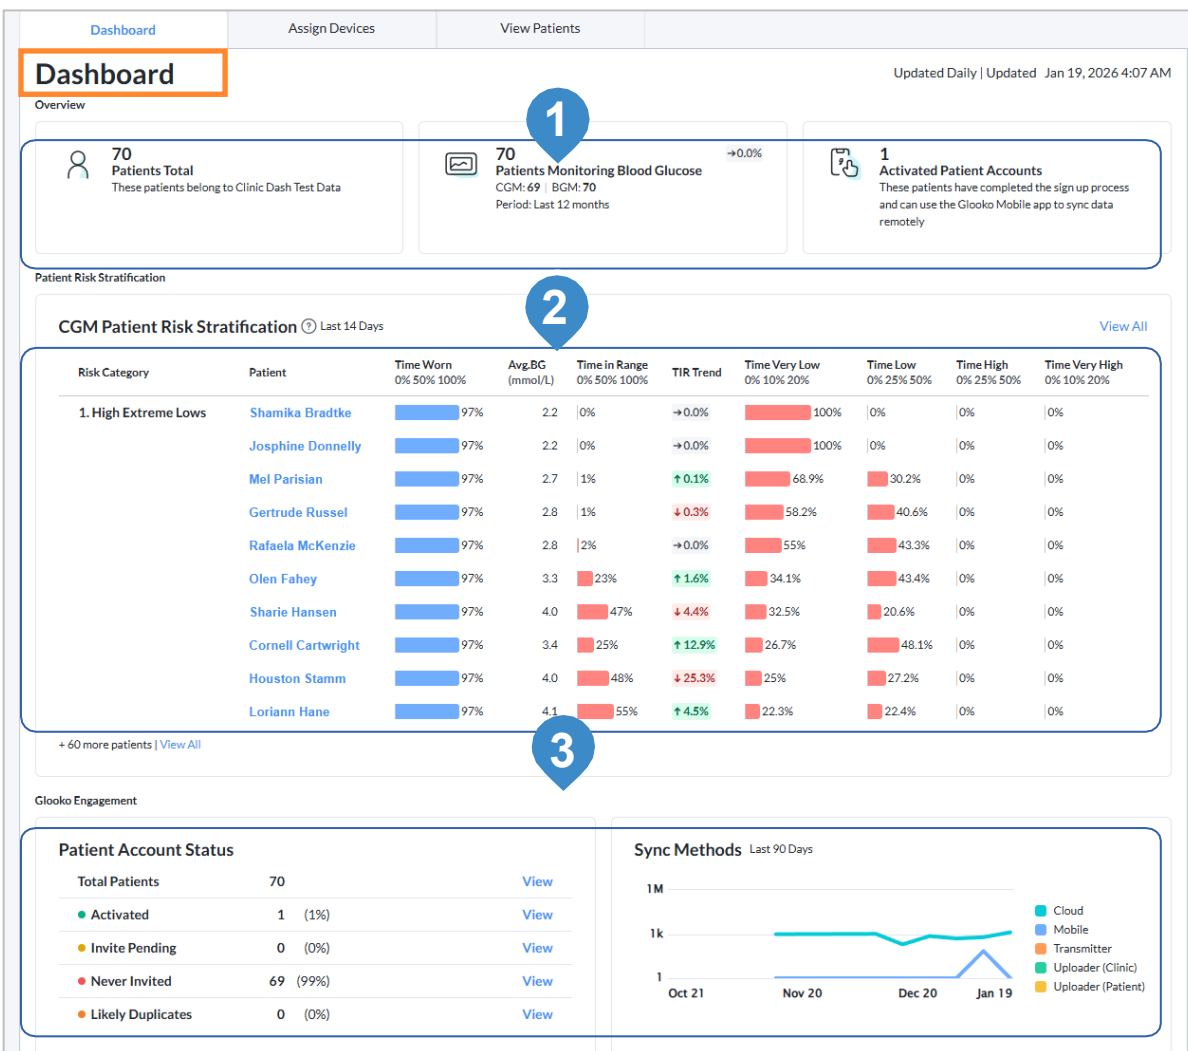 Dashboard Assign Devices View Patients
Dashboard
Updated Daily | Updated Jan 19, 2026 4:07 AM
Overview
1
70
Patients Total
These patients belong to Clinic Dash Test Data
70 →0.0%
Patients Monitoring Blood Glucose
CGM: 69 | BGM: 70
Period: Last 12 months
1
Activated Patient Accounts
These patients have completed the sign up process
and can use the Glooko Mobile app to sync data
remotely
Patient Risk Stratification
2
CGM Patient Risk Stratification ? Last 14 Days View All
Risk Category Patient Time Worn Avg.BG Time in Range TIR Trend Time Very Low Time Low Time High Time Very High
0% 50% 100% (mmol/L) 0% 50% 100% 0% 10% 20% 0% 25% 50% 0% 25% 50% 0% 10% 20%
1. High Extreme Lows Shamika Bradtke 97% 2.2 0% →0.0% 100% 0% 0% 0%
Josphine Donnelly 97% 2.2 0% →0.0% 100% 0% 0% 0%
Mel Parisian 97% 2.7 1% ↑0.1% 68.9% 30.2% 0% 0%
Gertrude Russel 97% 2.8 1% ↓0.3% 58.2% 40.6% 0% 0%
Rafaela McKenzie 97% 2.8 2% →0.0% 55% 43.3% 0% 0%
Olen Fahey 97% 3.3 23% ↑1.6% 34.1% 43.4% 0% 0%
Sharie Hansen 97% 4.0 47% ↓4.4% 32.5% 20.6% 0% 0%
Cornell Cartwright 97% 3.4 25% ↑12.9% 26.7% 48.1% 0% 0%
Houston Stamm 97% 4.0 48% ↓25.3% 25% 27.2% 0% 0%
Loriann Hane 97% 4.1 55% ↑4.5% 22.3% 22.4% 0% 0%
+ 60 more patients | View All
3
Glooko Engagement
Patient Account Status
Total Patients 70 View
Activated 1 (1%) View
Invite Pending 0 (0%) View
Never Invited 69 (99%) View
Likely Duplicates 0 (0%) View
Sync Methods Last 90 Days
1M
1k
1
Oct 21 Nov 20 Dec 20 Jan 19
Cloud
Mobile
Transmitter
Uploader (Clinic)
Uploader (Patient)